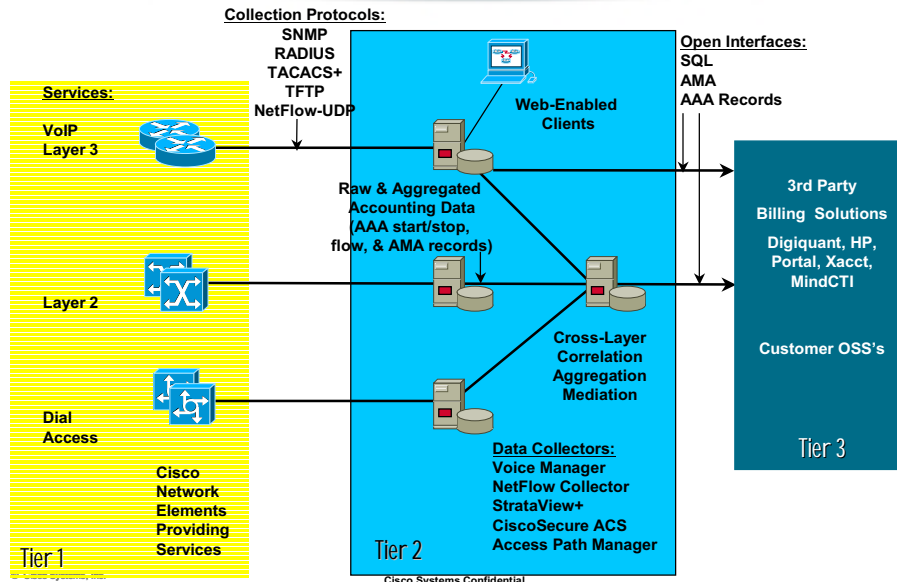 Collection Protocols:
SNMP
RADIUS
TACACS+
TFTP
NetFlow-UDP
Open Interfaces:
SQL
AMA
AAA Records
Services:
VoIP
Layer 3
Layer 2
Dial
Access
Cisco
Network
Elements
Providing
Services
Tier 1
Web-Enabled
Clients
Raw & Aggregated
Accounting Data
(AAA start/stop,
flow, & AMA records)
Cross-Layer
Correlation
Aggregation
Mediation
Data Collectors:
Voice Manager
NetFlow Collector
StrataView+
CiscoSecure ACS
Access Path Manager
Tier 2
3rd Party
Billing Solutions
Digiquant, HP,
Portal, Xacct,
MindCTI
Customer OSS's
Tier 3
Cisco Systems, Inc.
Cisco Systems Confidential